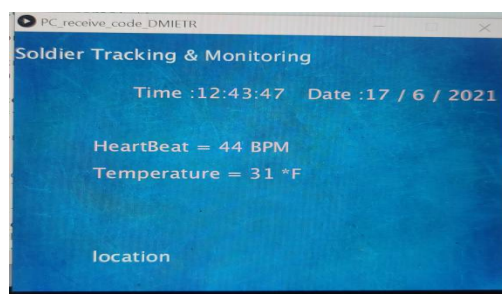 PC_receive_code_DMIETR
Soldier Tracking & Monitoring
Time :12:43:47 Date :17 / 6 / 2021
HeartBeat = 44 BPM
Temperature = 31 *F
location